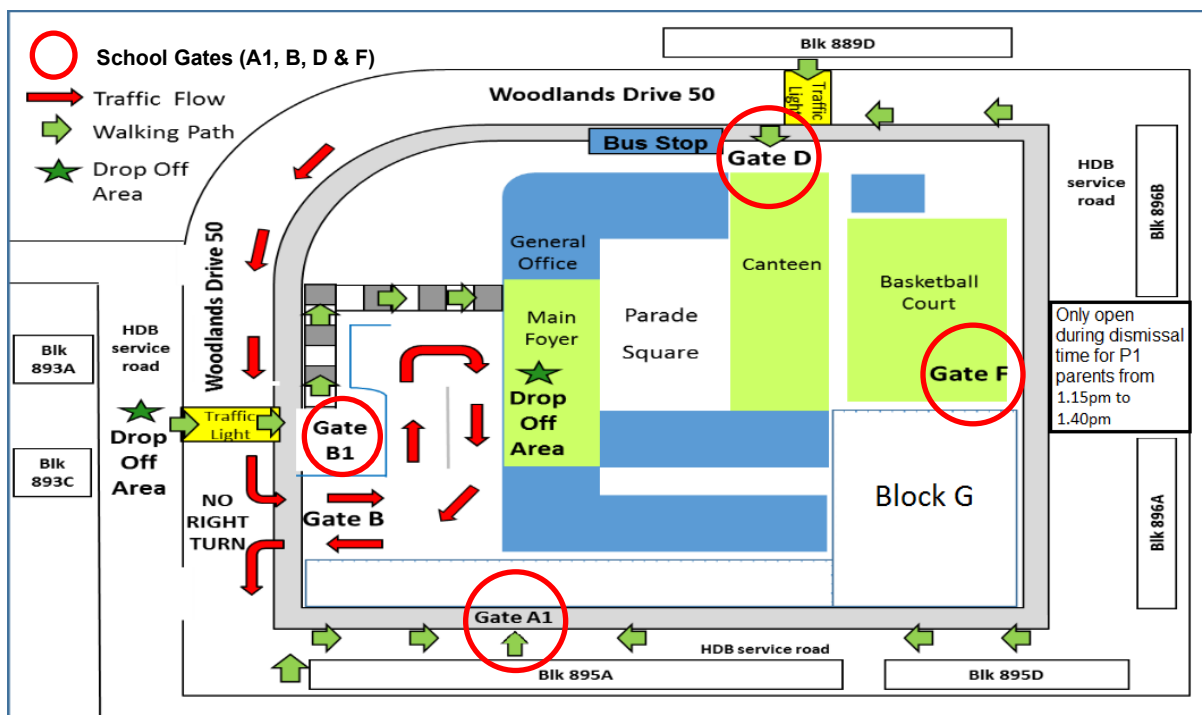 School Gates (A1, B, D & F)
Traffic Flow
Walking Path
Drop Off
Area
Blk 889D
Woodlands Drive 50
Traffic
Light
Bus Stop
Gate D
HDB
service
road
Blk 896B
Woodlands Drive 50
General
Office
Canteen
Basketball
Court
Main
Foyer
Parade
Square
Drop
Off
Area
Gate F
Only open
during dismissal
time for P1
parents from
1.15pm to
1.40pm
HDB
service
road
Blk
893A
Blk
893C
Drop
Off
Area
Traffic
Light
Gate
B1
NO
RIGHT
TURN
Gate B
Block G
Blk 896A
Gate A1
HDB service road
Blk 895A
Blk 895D